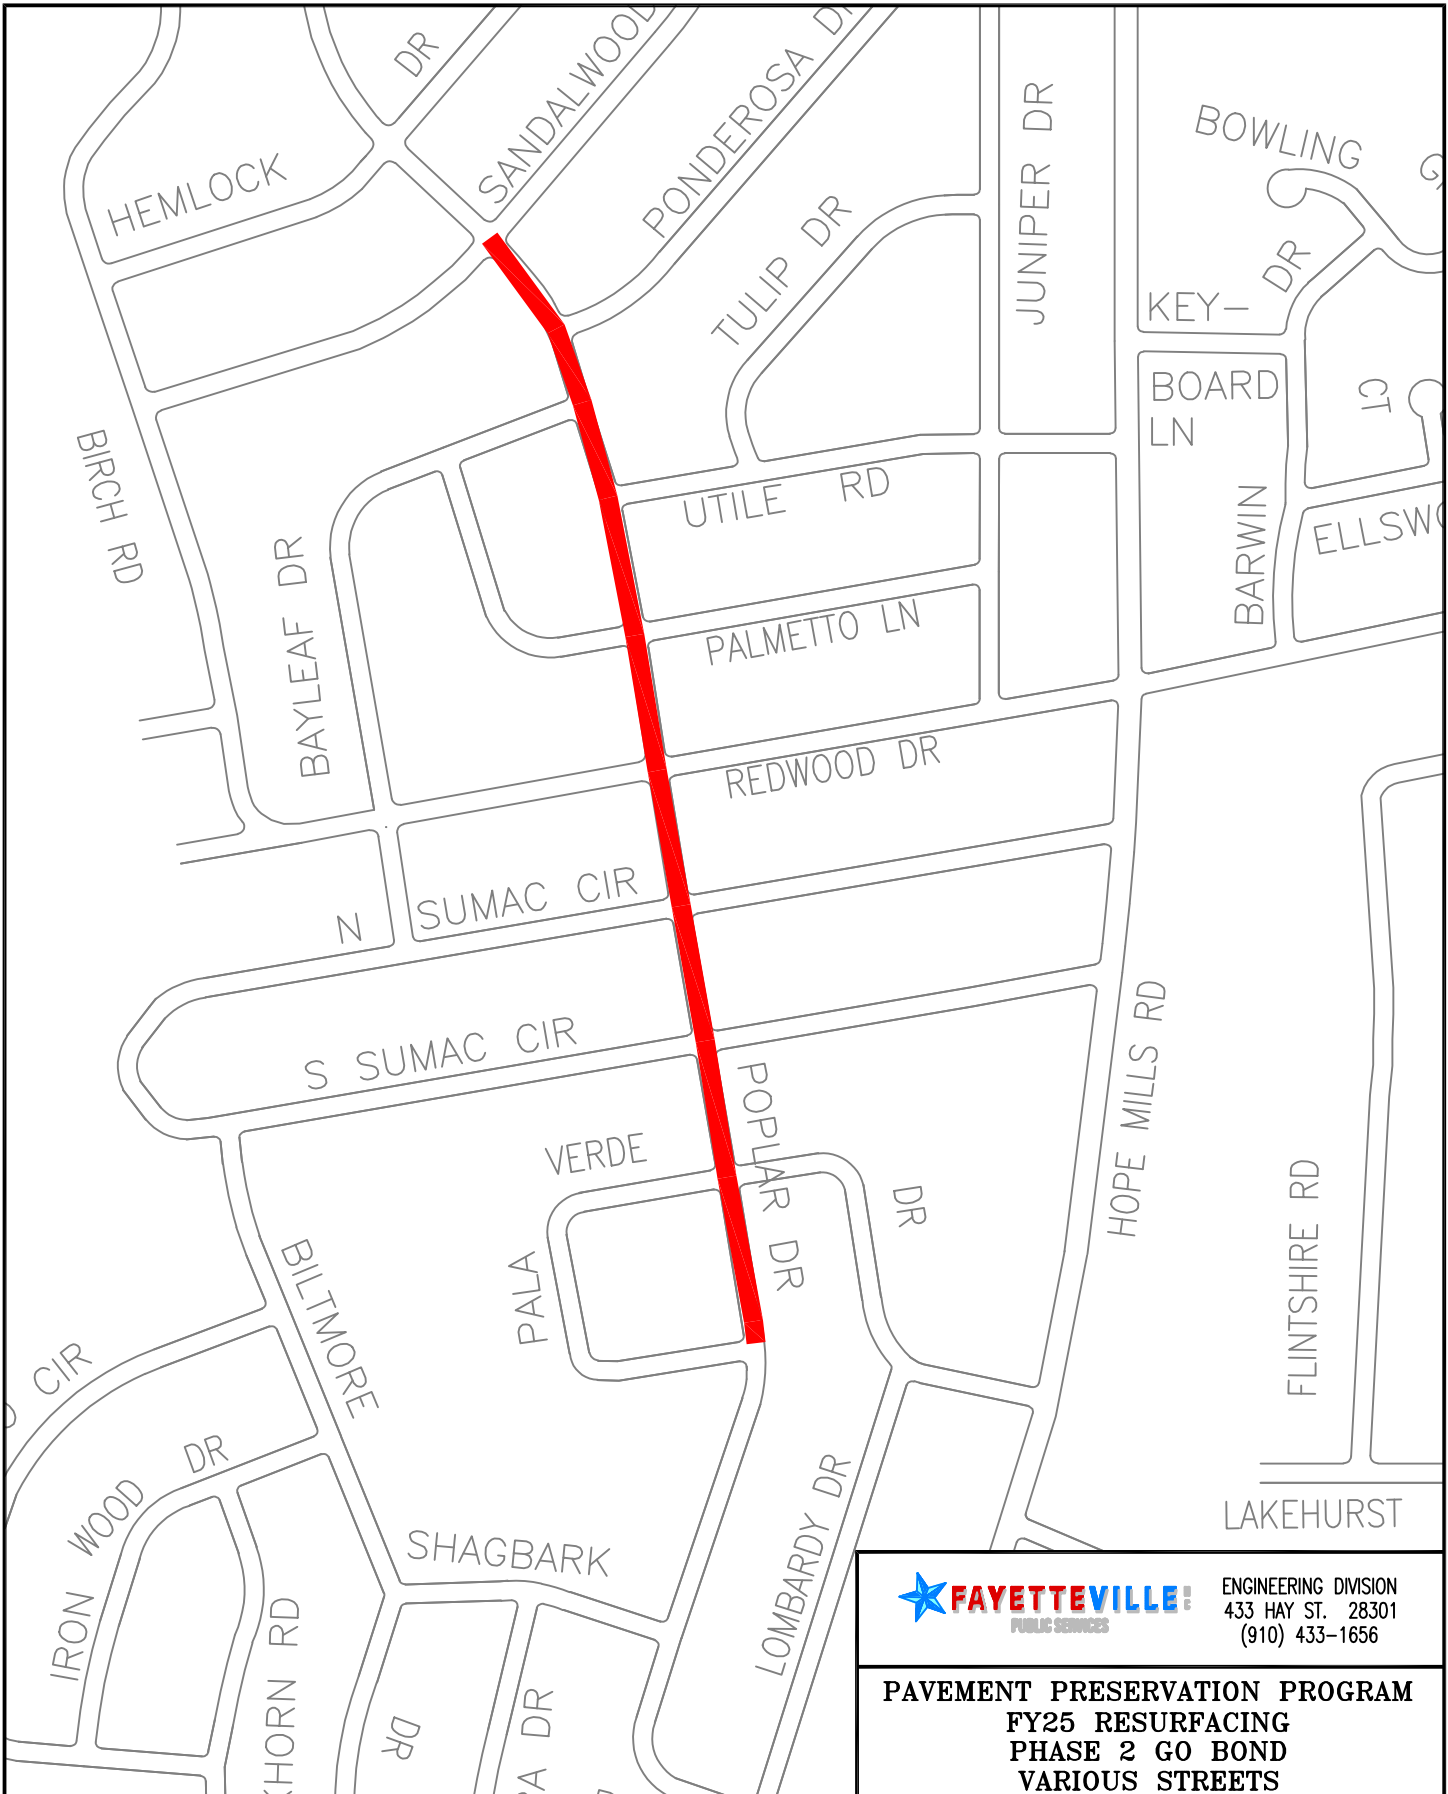 DR
SANDALWOOD
PONDEROSA
HEMLOCK
TULIP DR
JUNIPER DR
BOWLING
DR
KEY-
BOARD
LN
CT
BIRCH RD
UTILE RD
BARWIN
BAYLEAF DR
PALMETTO LN
REDWOOD DR
N SUMAC CIR
S SUMAC CIR
HOPE MILLS RD
POPLAR DR
VERDE
DR
PALA
BILTMORE
FLINTSHIRE RD
CIR
WOOD DR
IRON
SHAGBARK
LOMBARDY DR
LAKEHURST
RD
DR
DR
FAYETTEVILLE
PUBLIC SERVICES
ENGINEERING DIVISION
433 HAY ST. 28301
(910) 433-1656
PAVEMENT PRESERVATION PROGRAM
FY25 RESURFACING
PHASE 2 GO BOND
VARIOUS STREETS